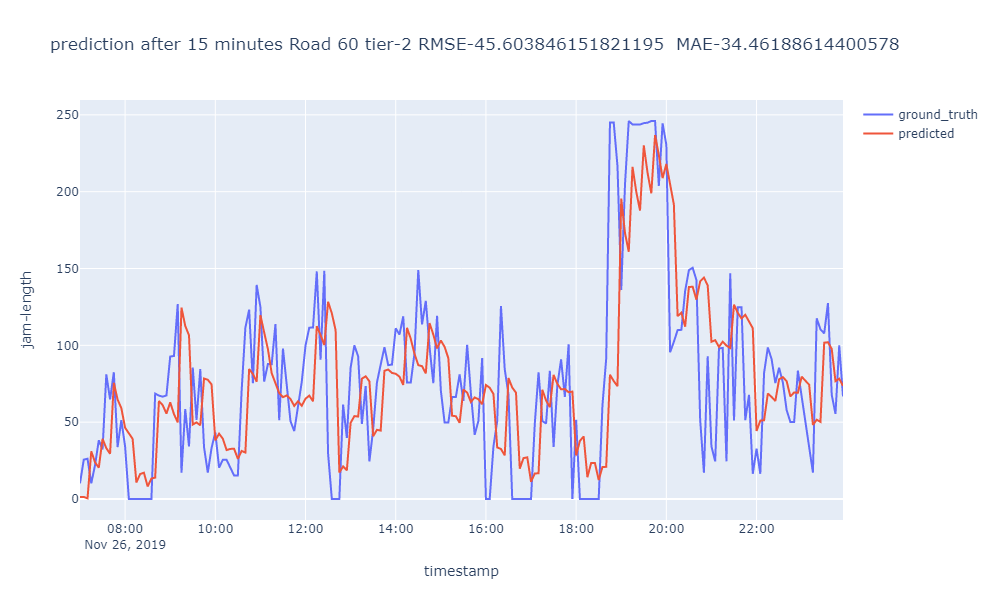 prediction after 15 minutes Road 60 tier-2 RMSE-45.603846151821195  MAE-34.46188614400578
250
200
150
100
50
0
jam-length
08:00 10:00 12:00 14:00 16:00 18:00 20:00 22:00
Nov 26, 2019
timestamp
ground_truth
predicted